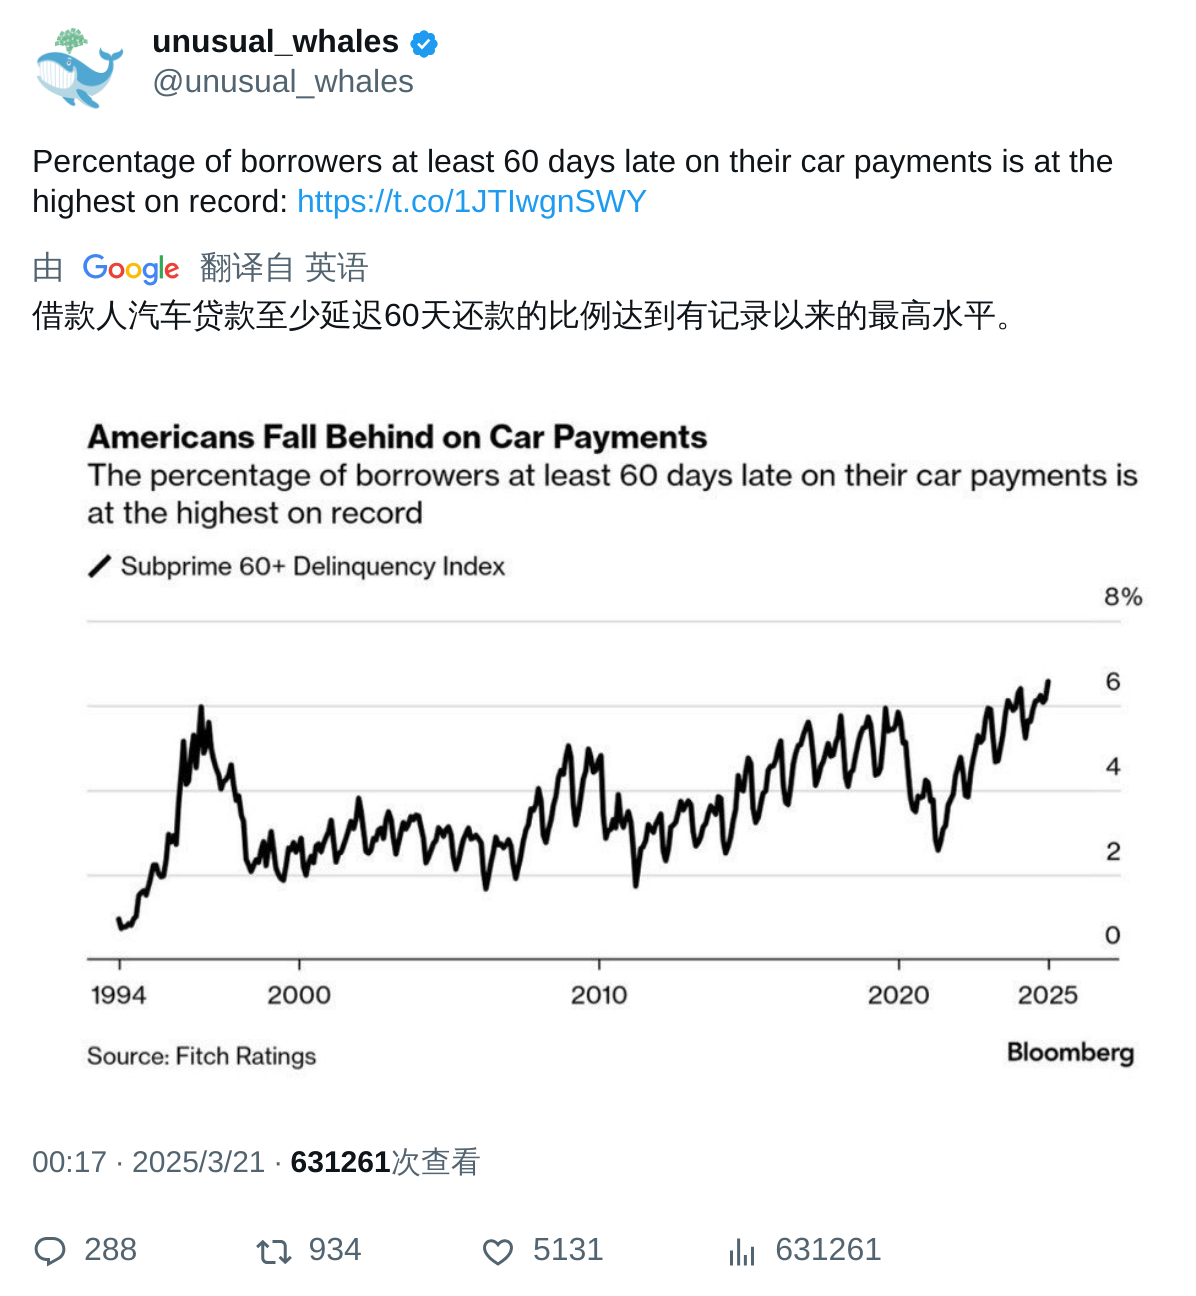 unusual_whales
@unusual_whales
Percentage of borrowers at least 60 days late on their car payments is at the
highest on record: https://t.co/1JTIwgnSWY
由 Google 翻译自 英语
借款人汽车贷款至少延迟60天还款的比例达到有记录以来的最高水平。
Americans Fall Behind on Car Payments
The percentage of borrowers at least 60 days late on their car payments is
at the highest on record
Subprime 60+ Delinquency Index
8%
6
4
2
0
1994 2000 2010 2020 2025
Source: Fitch Ratings Bloomberg
00:17 · 2025/3/21 · 631261次查看
288 934 5131 631261